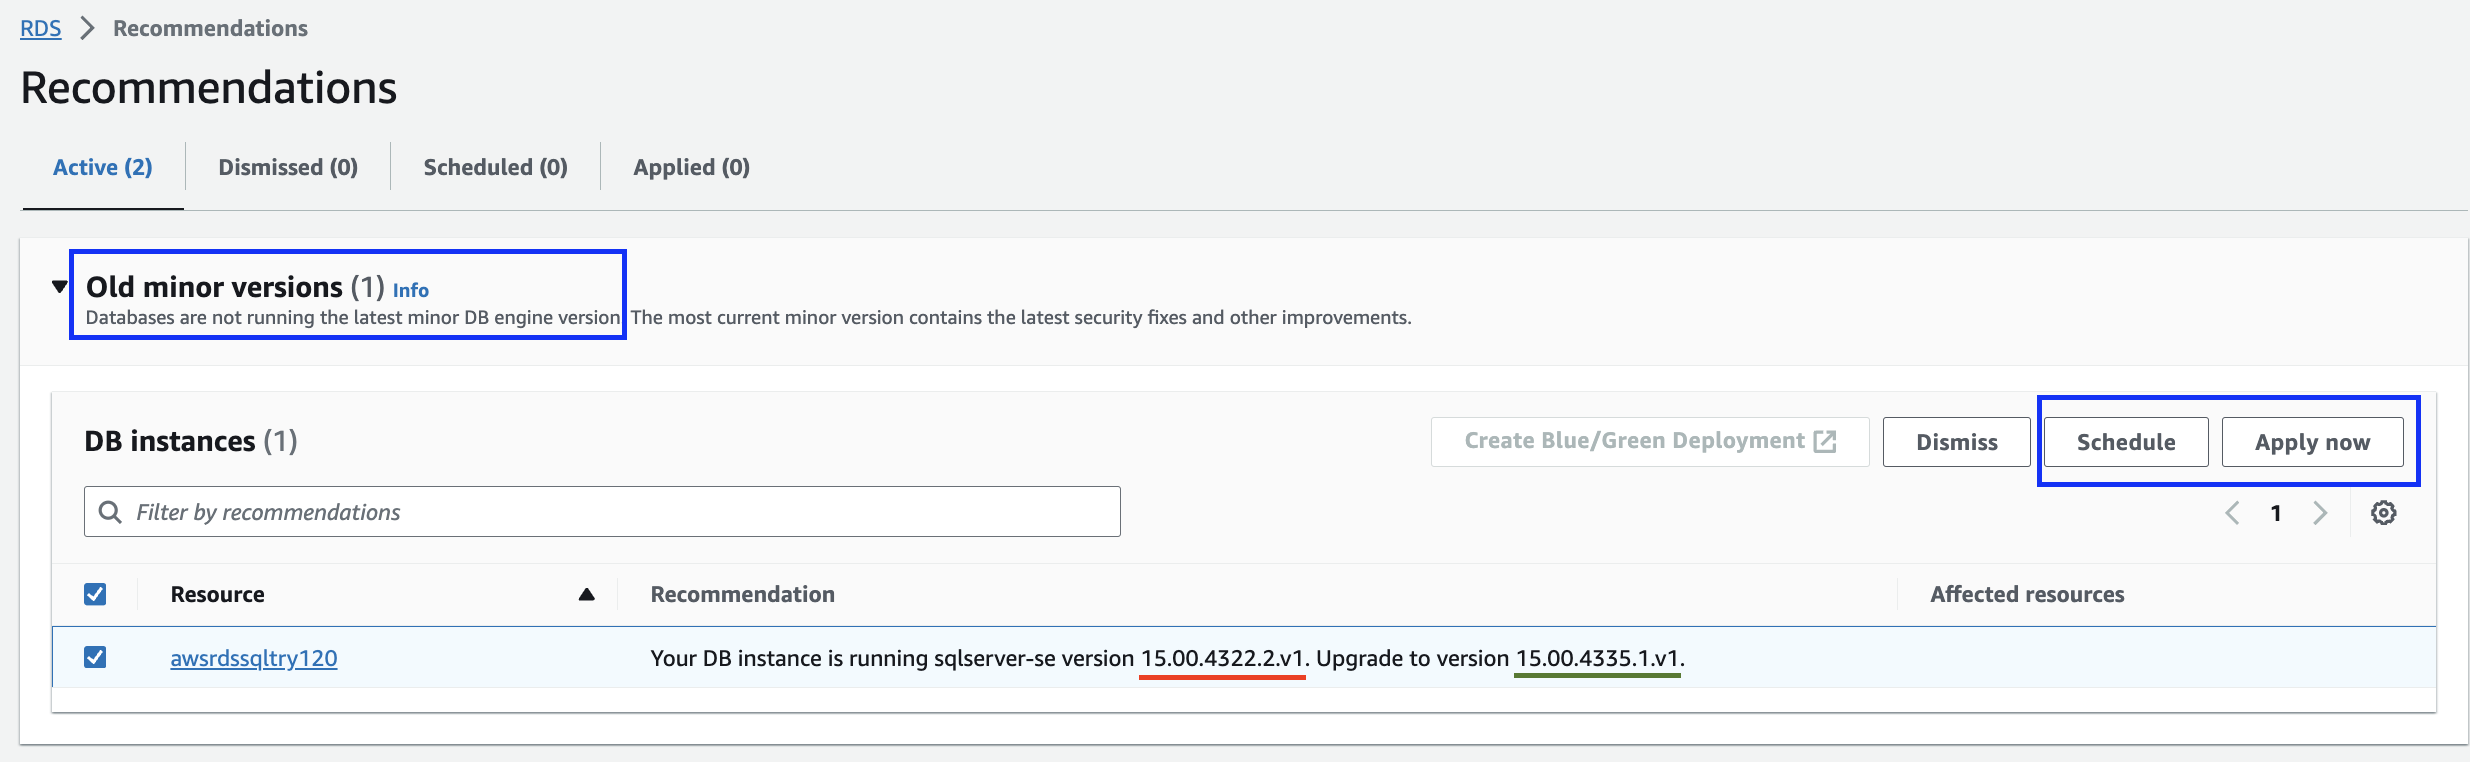 RDS > Recommendations
Recommendations
Active (2) Dismissed (0) Scheduled (0) Applied (0)
Old minor versions (1) Info
Databases are not running the latest minor DB engine version. The most current minor version contains the latest security fixes and other improvements.
DB instances (1) Create Blue/Green Deployment Dismiss Schedule Apply now
Filter by recommendations 1
Resource Recommendation Affected resources
awsrdssqltry120 Your DB instance is running sqlserver-se version 15.00.4322.2.v1. Upgrade to version 15.00.4335.1.v1.